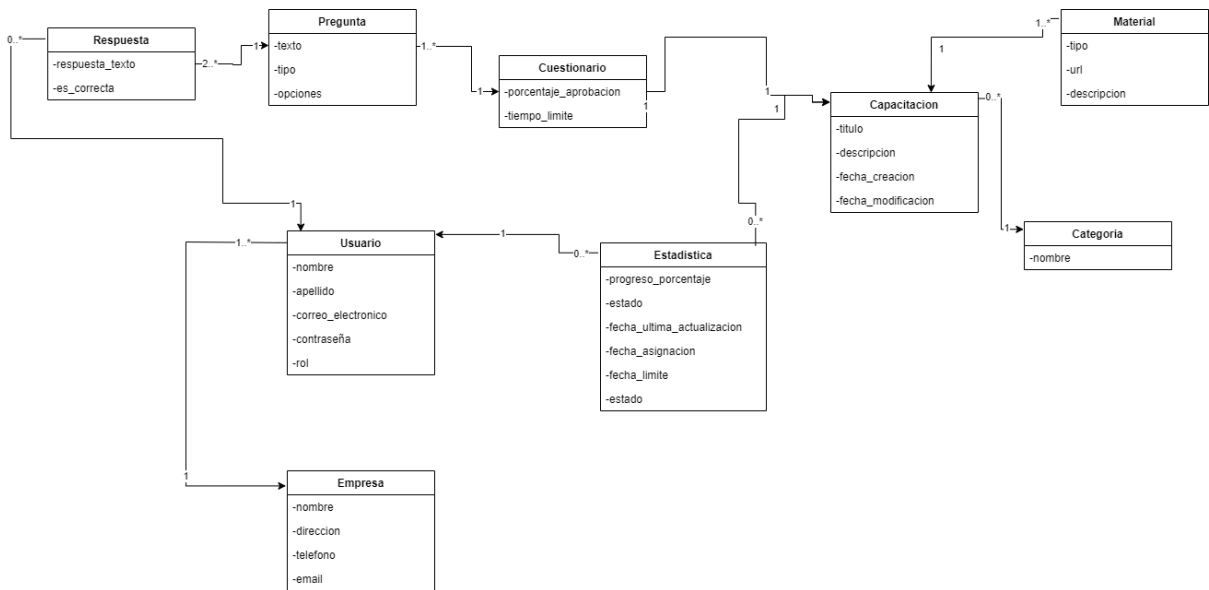 Respuesta
-respuesta_texto
-es_correcta
0..*
2..*
1
Pregunta
-texto
-tipo
-opciones
1..*
1
Cuestionario
-porcentaje_aprobacion
-tiempo_limite
1
1
1
Capacitacion
-titulo
-descripcion
-fecha_creacion
-fecha_modificacion
1..*
1
Material
-tipo
-url
-descripcion
0..*
1
Categoria
-nombre
1
Usuario
-nombre
-apellido
-correo_electronico
-contraseña
-rol
1..*
1
1
0..*
0..*
Estadistica
-progreso_porcentaje
-estado
-fecha_ultima_actualizacion
-fecha_asignacion
-fecha_limite
-estado
Empresa
-nombre
-direccion
-telefono
-email